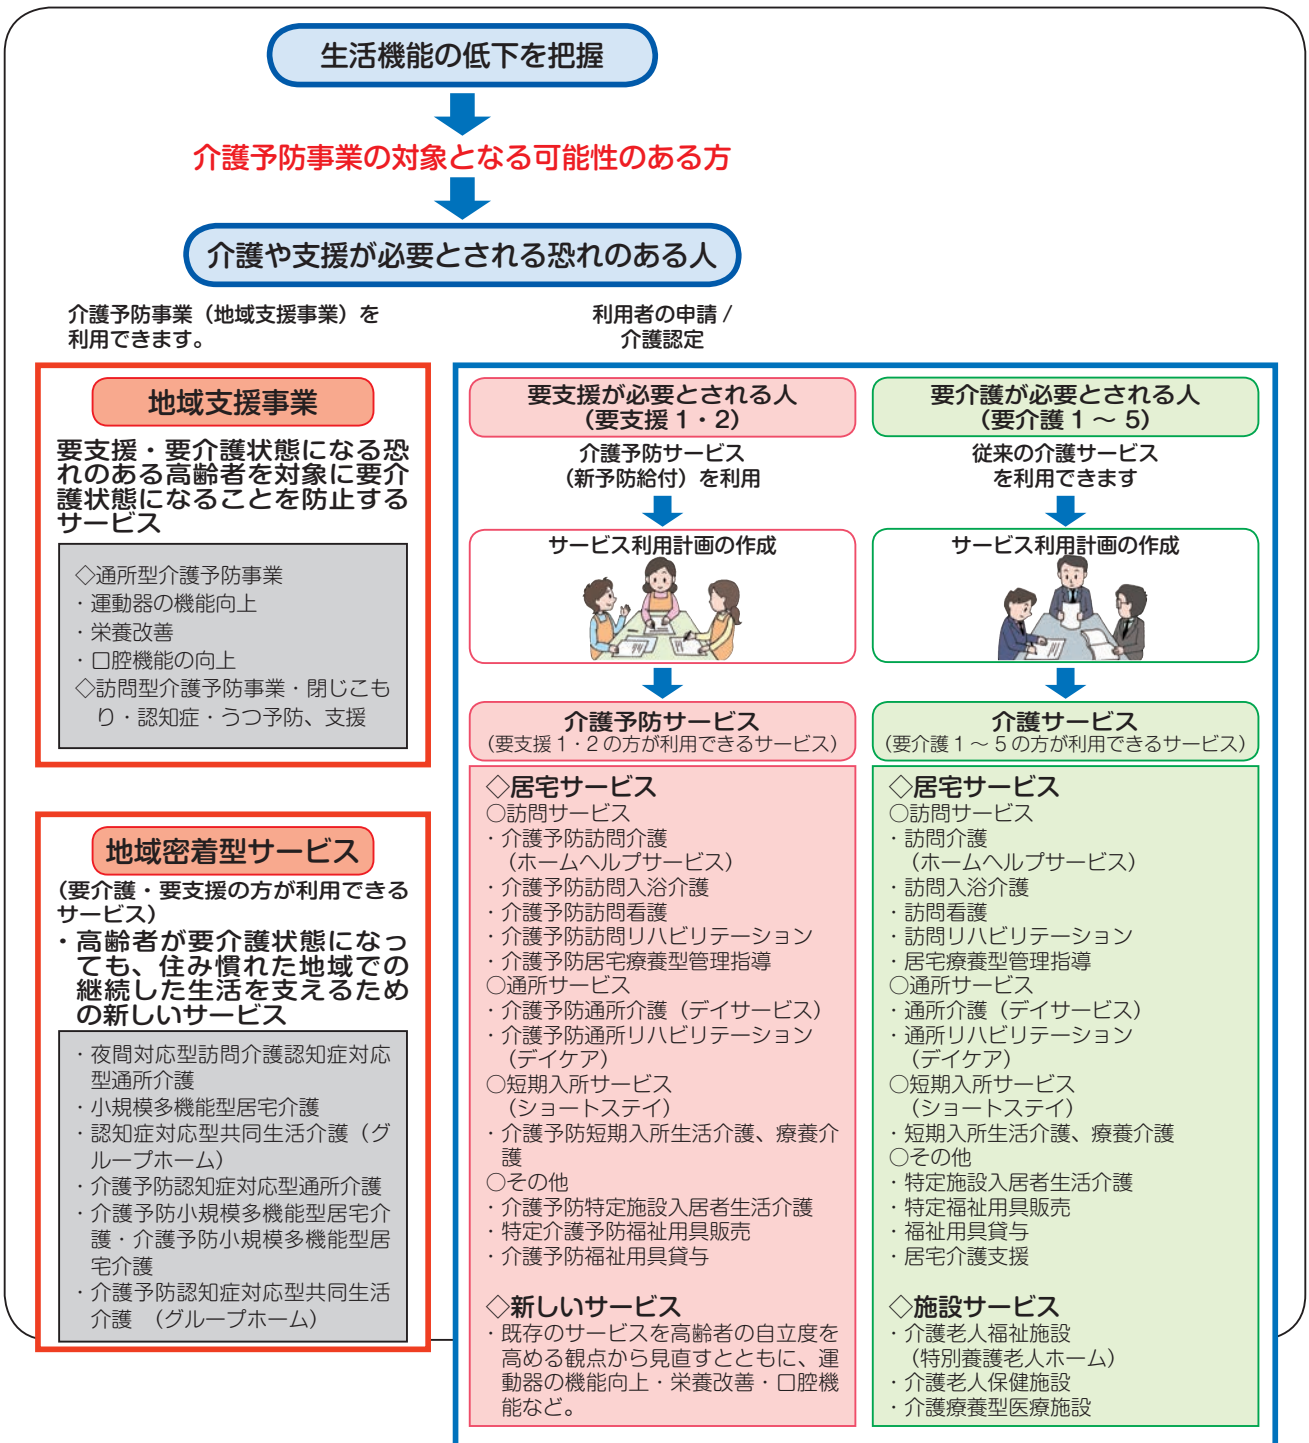 生活機能の低下を把握
介護予防事業の対象となる可能性のある方
介護や支援が必要とされる恐れのある人
介護予防事業（地域支援事業）を
利用できます。
利用者の申請 /
介護認定
地域支援事業
要支援・要介護状態になる恐
れのある高齢者を対象に要介
護状態になることを防止する
サービス
◇通所型介護予防事業
・運動器の機能向上
・栄養改善
・口腔機能の向上
◇訪問型介護予防事業・閉じこも
り・認知症・うつ予防、支援
地域密着型サービス
（要介護・要支援の方が利用できる
サービス）
・高齢者が要介護状態になっ
ても、住み慣れた地域での
継続した生活を支えるため
の新しいサービス
・夜間対応型訪問介護認知症対応
型通所介護
・小規模多機能型居宅介護
・認知症対応型共同生活介護（グ
ループホーム）
・介護予防認知症対応型通所介護
・介護予防小規模多機能型居宅介
護・介護予防小規模多機能型居
宅介護
・介護予防認知症対応型共同生活
介護　（グループホーム）
要支援が必要とされる人
（要支援 1・2）
介護予防サービス
（新予防給付）を利用
サービス利用計画の作成
介護予防サービス
（要支援 1・2 の方が利用できるサービス）
◇居宅サービス
○訪問サービス
・介護予防訪問介護
（ホームヘルプサービス）
・介護予防訪問入浴介護
・介護予防訪問看護
・介護予防訪問リハビリテーション
・介護予防居宅療養型管理指導
○通所サービス
・介護予防通所介護（デイサービス）
・介護予防通所リハビリテーション
（デイケア）
○短期入所サービス
（ショートステイ）
・介護予防短期入所生活介護、療養介
護
○その他
・介護予防特定施設入居者生活介護
・特定介護予防福祉用具販売
・介護予防福祉用具貸与
◇新しいサービス
・既存のサービスを高齢者の自立度を
高める観点から見直すとともに、運
動器の機能向上・栄養改善・口腔機
能など。
要介護が必要とされる人
（要介護 1 ～ 5）
従来の介護サービス
を利用できます
サービス利用計画の作成
介護サービス
（要介護 1 ～ 5 の方が利用できるサービス）
◇居宅サービス
○訪問サービス
・訪問介護
（ホームヘルプサービス）
・訪問入浴介護
・訪問看護
・訪問リハビリテーション
・居宅療養型管理指導
○通所サービス
・通所介護（デイサービス）
・通所リハビリテーション
（デイケア）
○短期入所サービス
（ショートステイ）
・短期入所生活介護、療養介護
○その他
・特定施設入居者生活介護
・特定福祉用具販売
・福祉用具貸与
・居宅介護支援
◇施設サービス
・介護老人福祉施設
（特別養護老人ホーム）
・介護老人保健施設
・介護療養型医療施設